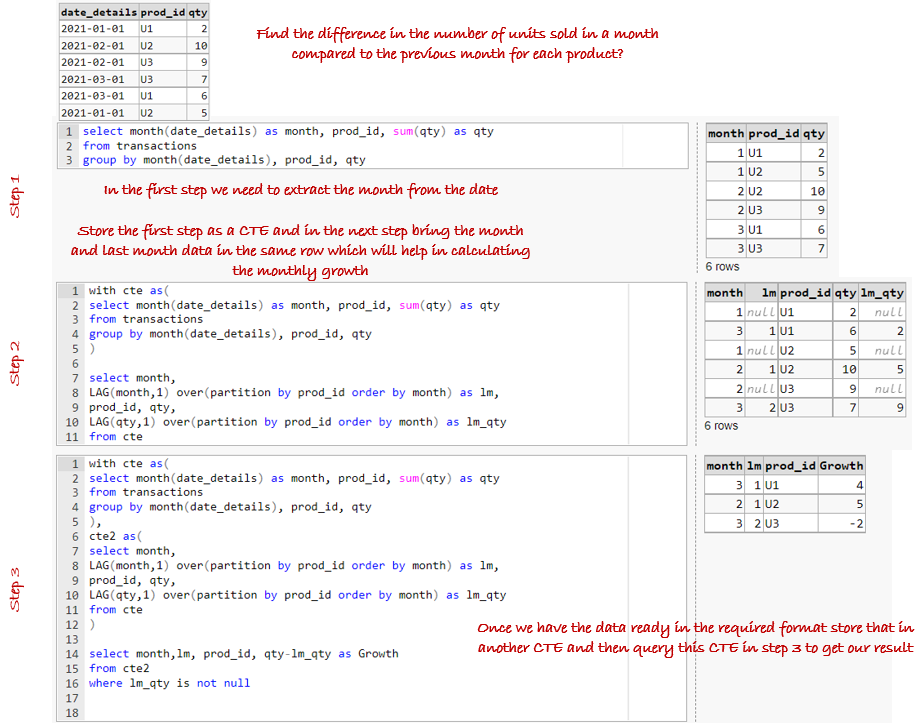 date_details prod_id qty
2021-01-01 U1 2
2021-02-01 U2 10
2021-02-01 U3 9
2021-03-01 U3 7
2021-03-01 U1 6
2021-01-01 U2 5
Find the difference in the number of units sold in a month
compared to the previous month for each product?
Step 1
1 select month(date_details) as month, prod_id, sum(qty) as qty
2 from transactions
3 group by month(date_details), prod_id, qty
In the first step we need to extract the month from the date
month prod_id qty
1 U1 2
1 U2 5
2 U2 10
2 U3 9
3 U1 6
3 U3 7
6 rows
Store the first step as a CTE and in the next step bring the month
and last month data in the same row which will help in calculating
the monthly growth
Step 2
1 with cte as(
2 select month(date_details) as month, prod_id, sum(qty) as qty
3 from transactions
4 group by month(date_details), prod_id, qty
5 )
6
7 select month,
8 LAG(month,1) over(partition by prod_id order by month) as lm,
9 prod_id, qty,
10 LAG(qty,1) over(partition by prod_id order by month) as lm_qty
11 from cte
month lm prod_id qty lm_qty
1 null U1 2 null
3 1 U1 6 2
1 null U2 5 null
2 1 U2 10 5
2 null U3 9 null
3 2 U3 7 9
6 rows
Step 3
1 with cte as(
2 select month(date_details) as month, prod_id, sum(qty) as qty
3 from transactions
4 group by month(date_details), prod_id, qty
5 ),
6 cte2 as(
7 select month,
8 LAG(month,1) over(partition by prod_id order by month) as lm,
9 prod_id, qty,
10 LAG(qty,1) over(partition by prod_id order by month) as lm_qty
11 from cte
12 )
13
14 select month,lm, prod_id, qty-lm_qty as Growth
15 from cte2
16 where lm_qty is not null
17
18
month lm prod_id Growth
3 1 U1 4
2 1 U2 5
3 2 U3 -2
Once we have the data ready in the required format store that in
another CTE and then query this CTE in step 3 to get our result